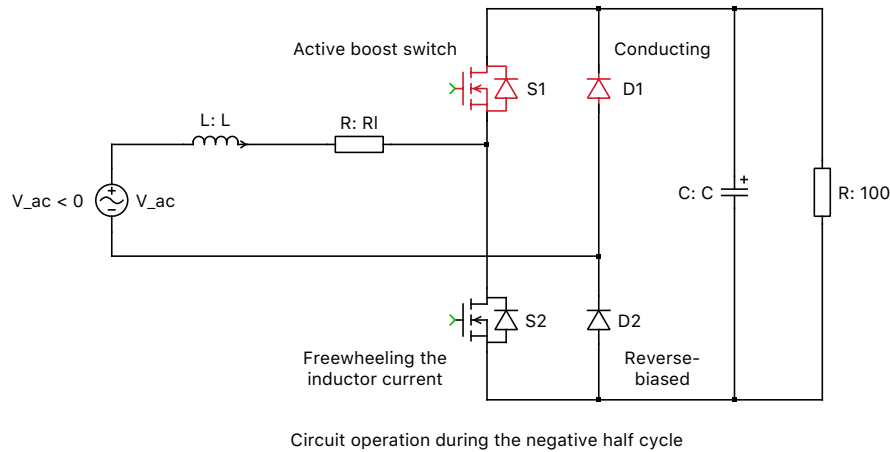 Active boost switch
Conducting
S1
D1
L: L
R: Rl
V_ac < 0
V_ac
C: C
R: 100
S2
D2
Freewheeling the
inductor current
Reverse-
biased
Circuit operation during the negative half cycle